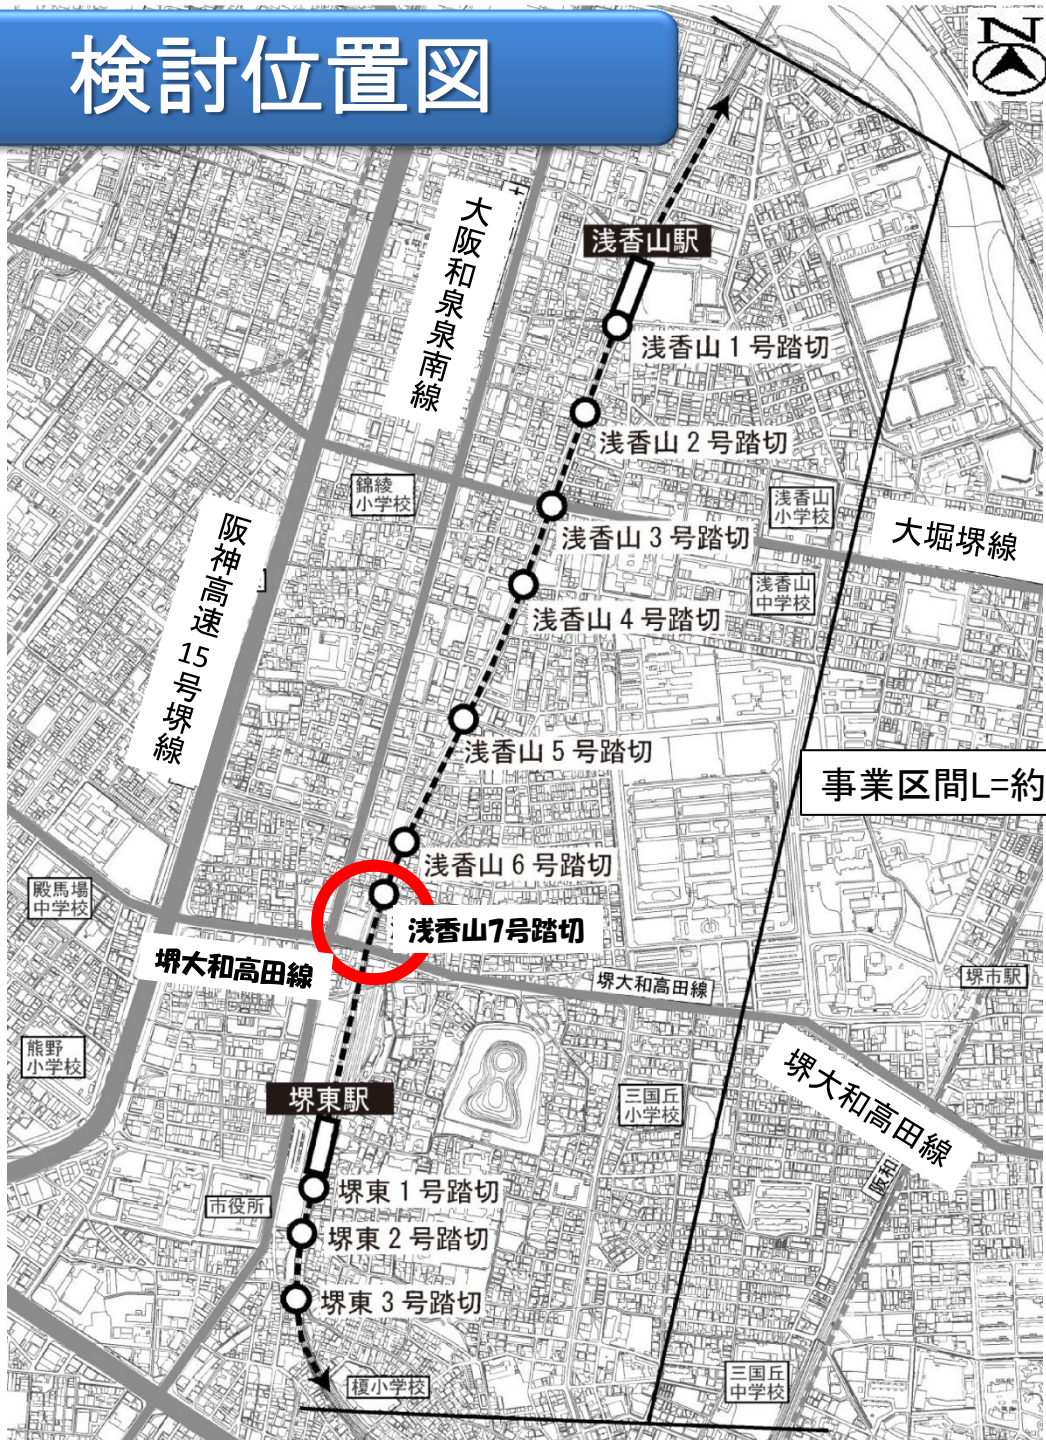 検討位置図
N
大阪和泉泉南線
浅香山駅
浅香山1号踏切
浅香山2号踏切
錦綾
小学校
浅香山
小学校
浅香山3号踏切
大堀堺線
阪神高速15号堺線
浅香山
中学校
浅香山4号踏切
浅香山5号踏切
事業区間L=約
浅香山6号踏切
殿馬場
中学校
浅香山7号踏切
堺大和高田線
堺大和高田線
堺市駅
熊野
小学校
堺大和高田線
堺東駅
三国丘
小学校
阪和
堺東1号踏切
市役所
堺東2号踏切
堺東3号踏切
榎小学校
三国丘
中学校